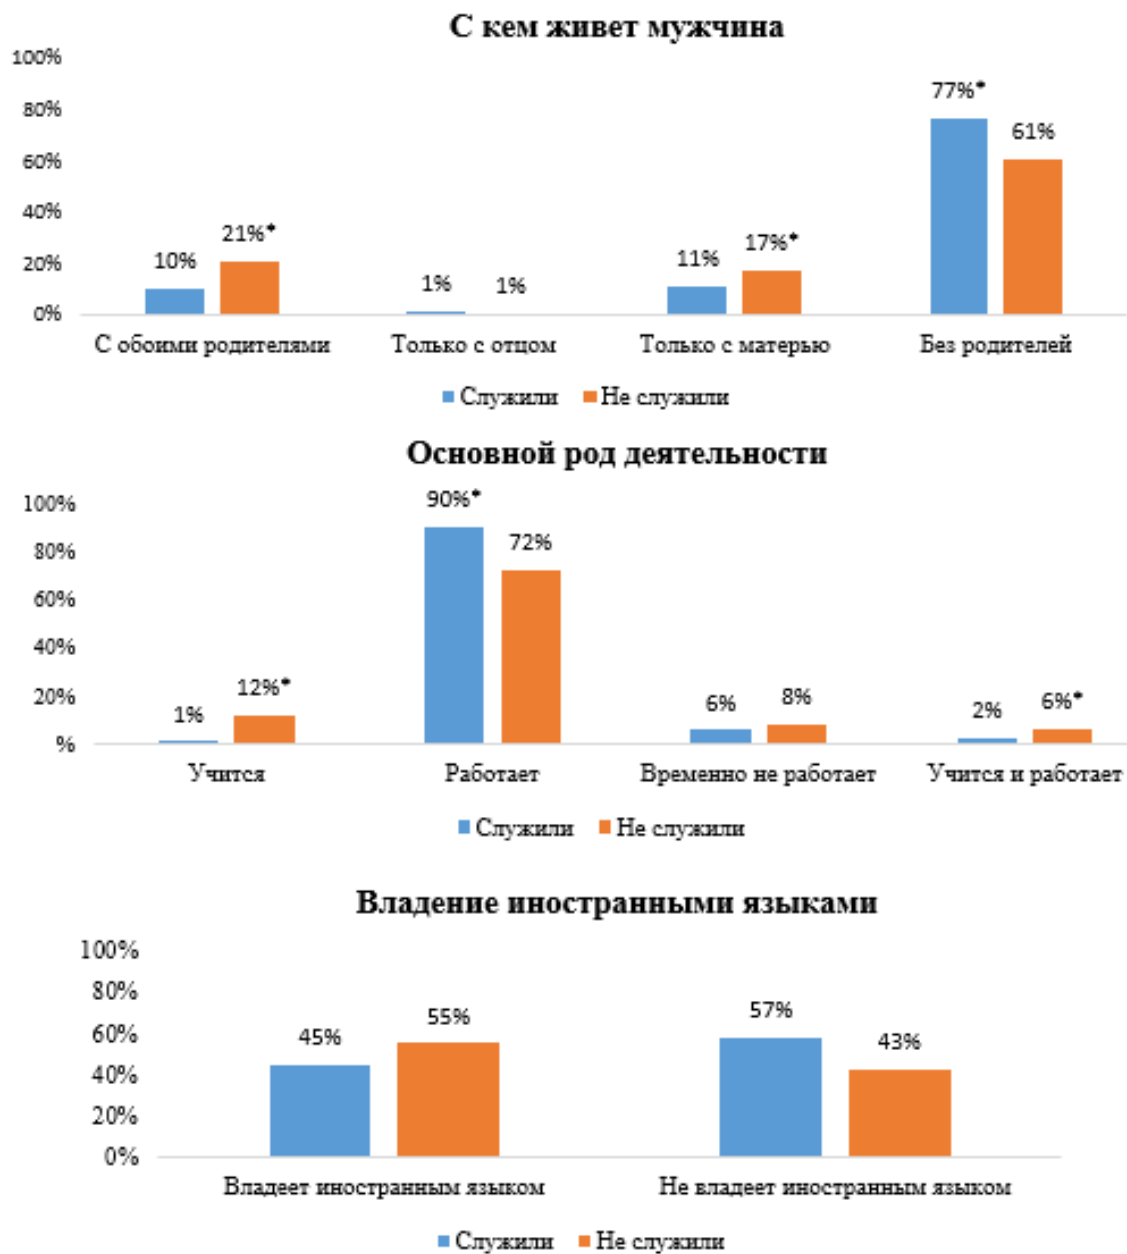 С кем живет мужчина
100%
80%
60%
40%
20%
0%
10%
21%*
1%
1%
11%
17%*
77%*
61%
С обоими родителями
Только с отцом
Только с матерью
Без родителей
Служили
Не служили
Основной род деятельности
100%
80%
60%
40%
20%
%
1%
12%*
90%*
72%
6%
8%
2%
6%*
Учится
Работает
Временно не работает
Учится и работает
Служили
Не служили
Владение иностранными языками
100%
80%
60%
40%
20%
0%
45%
55%
57%
43%
Владеет иностранным языком
Не владеет иностранным языком
Служили
Не служили